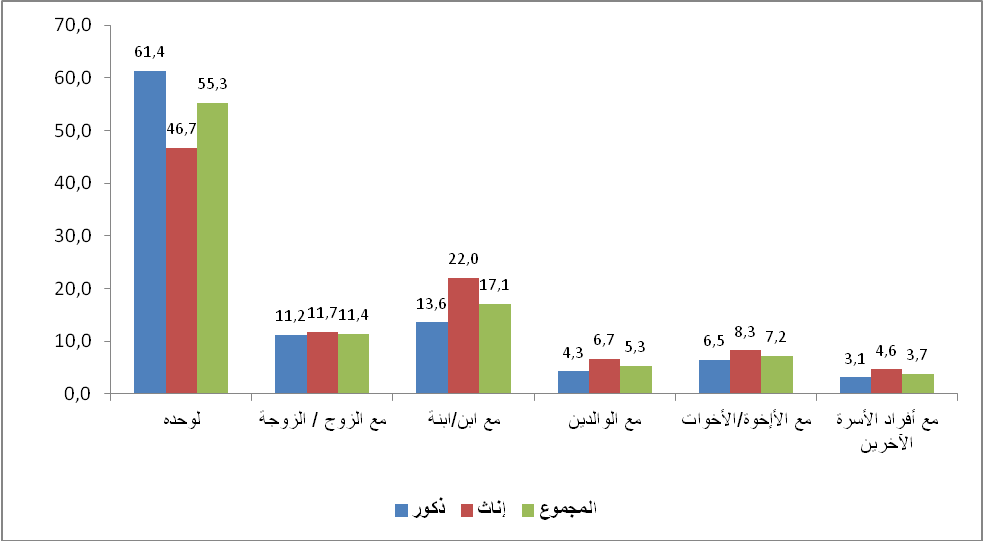 70,0
60,0
50,0
40,0
30,0
20,0
10,0
0,0
61,4
46,7
55,3
11,2
11,7
11,4
13,6
22,0
17,1
4,3
6,7
5,3
6,5
8,3
7,2
3,1
4,6
3,7
لوحده
مع الزوج / الزوجة
مع ابن/ابنة
مع الوالدين
مع الأإخوة/الأخوات
مع أفراد الأسرة
الآخرين
ذكور
إناث
المجموع